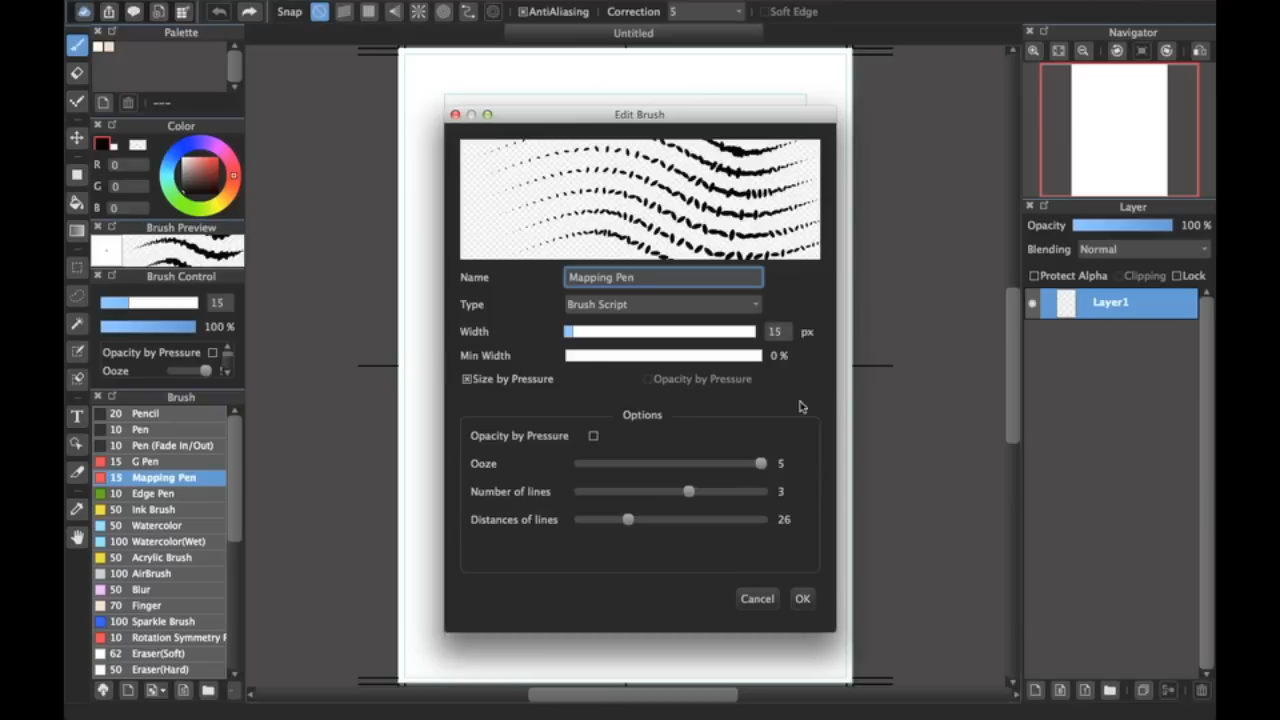 Snap
AntiAliasing
Correction 5
Soft Edge
Palette
Untitled
Navigator
---
Color
R 0
G 0
B 0
Brush Preview
Brush Control
15
100 %
Opacity by Pressure
Ooze
Brush
20 Pencil
10 Pen
10 Pen (Fade In/Out)
15 G Pen
15 Mapping Pen
10 Edge Pen
50 Ink Brush
50 Watercolor
100 Watercolor(Wet)
50 Acrylic Brush
100 AirBrush
50 Blur
70 Finger
100 Sparkle Brush
10 Rotation Symmetry
62 Eraser(Soft)
50 Eraser(Hard)
Edit Brush
Name Mapping Pen
Type Brush Script
Width 15 px
Min Width 0 %
Size by Pressure
Opacity by Pressure
Options
Opacity by Pressure
Ooze 5
Number of lines 3
Distances of lines 26
Cancel
OK
Layer
Opacity 100 %
Blending Normal
Protect Alpha
Clipping
Lock
Layer1